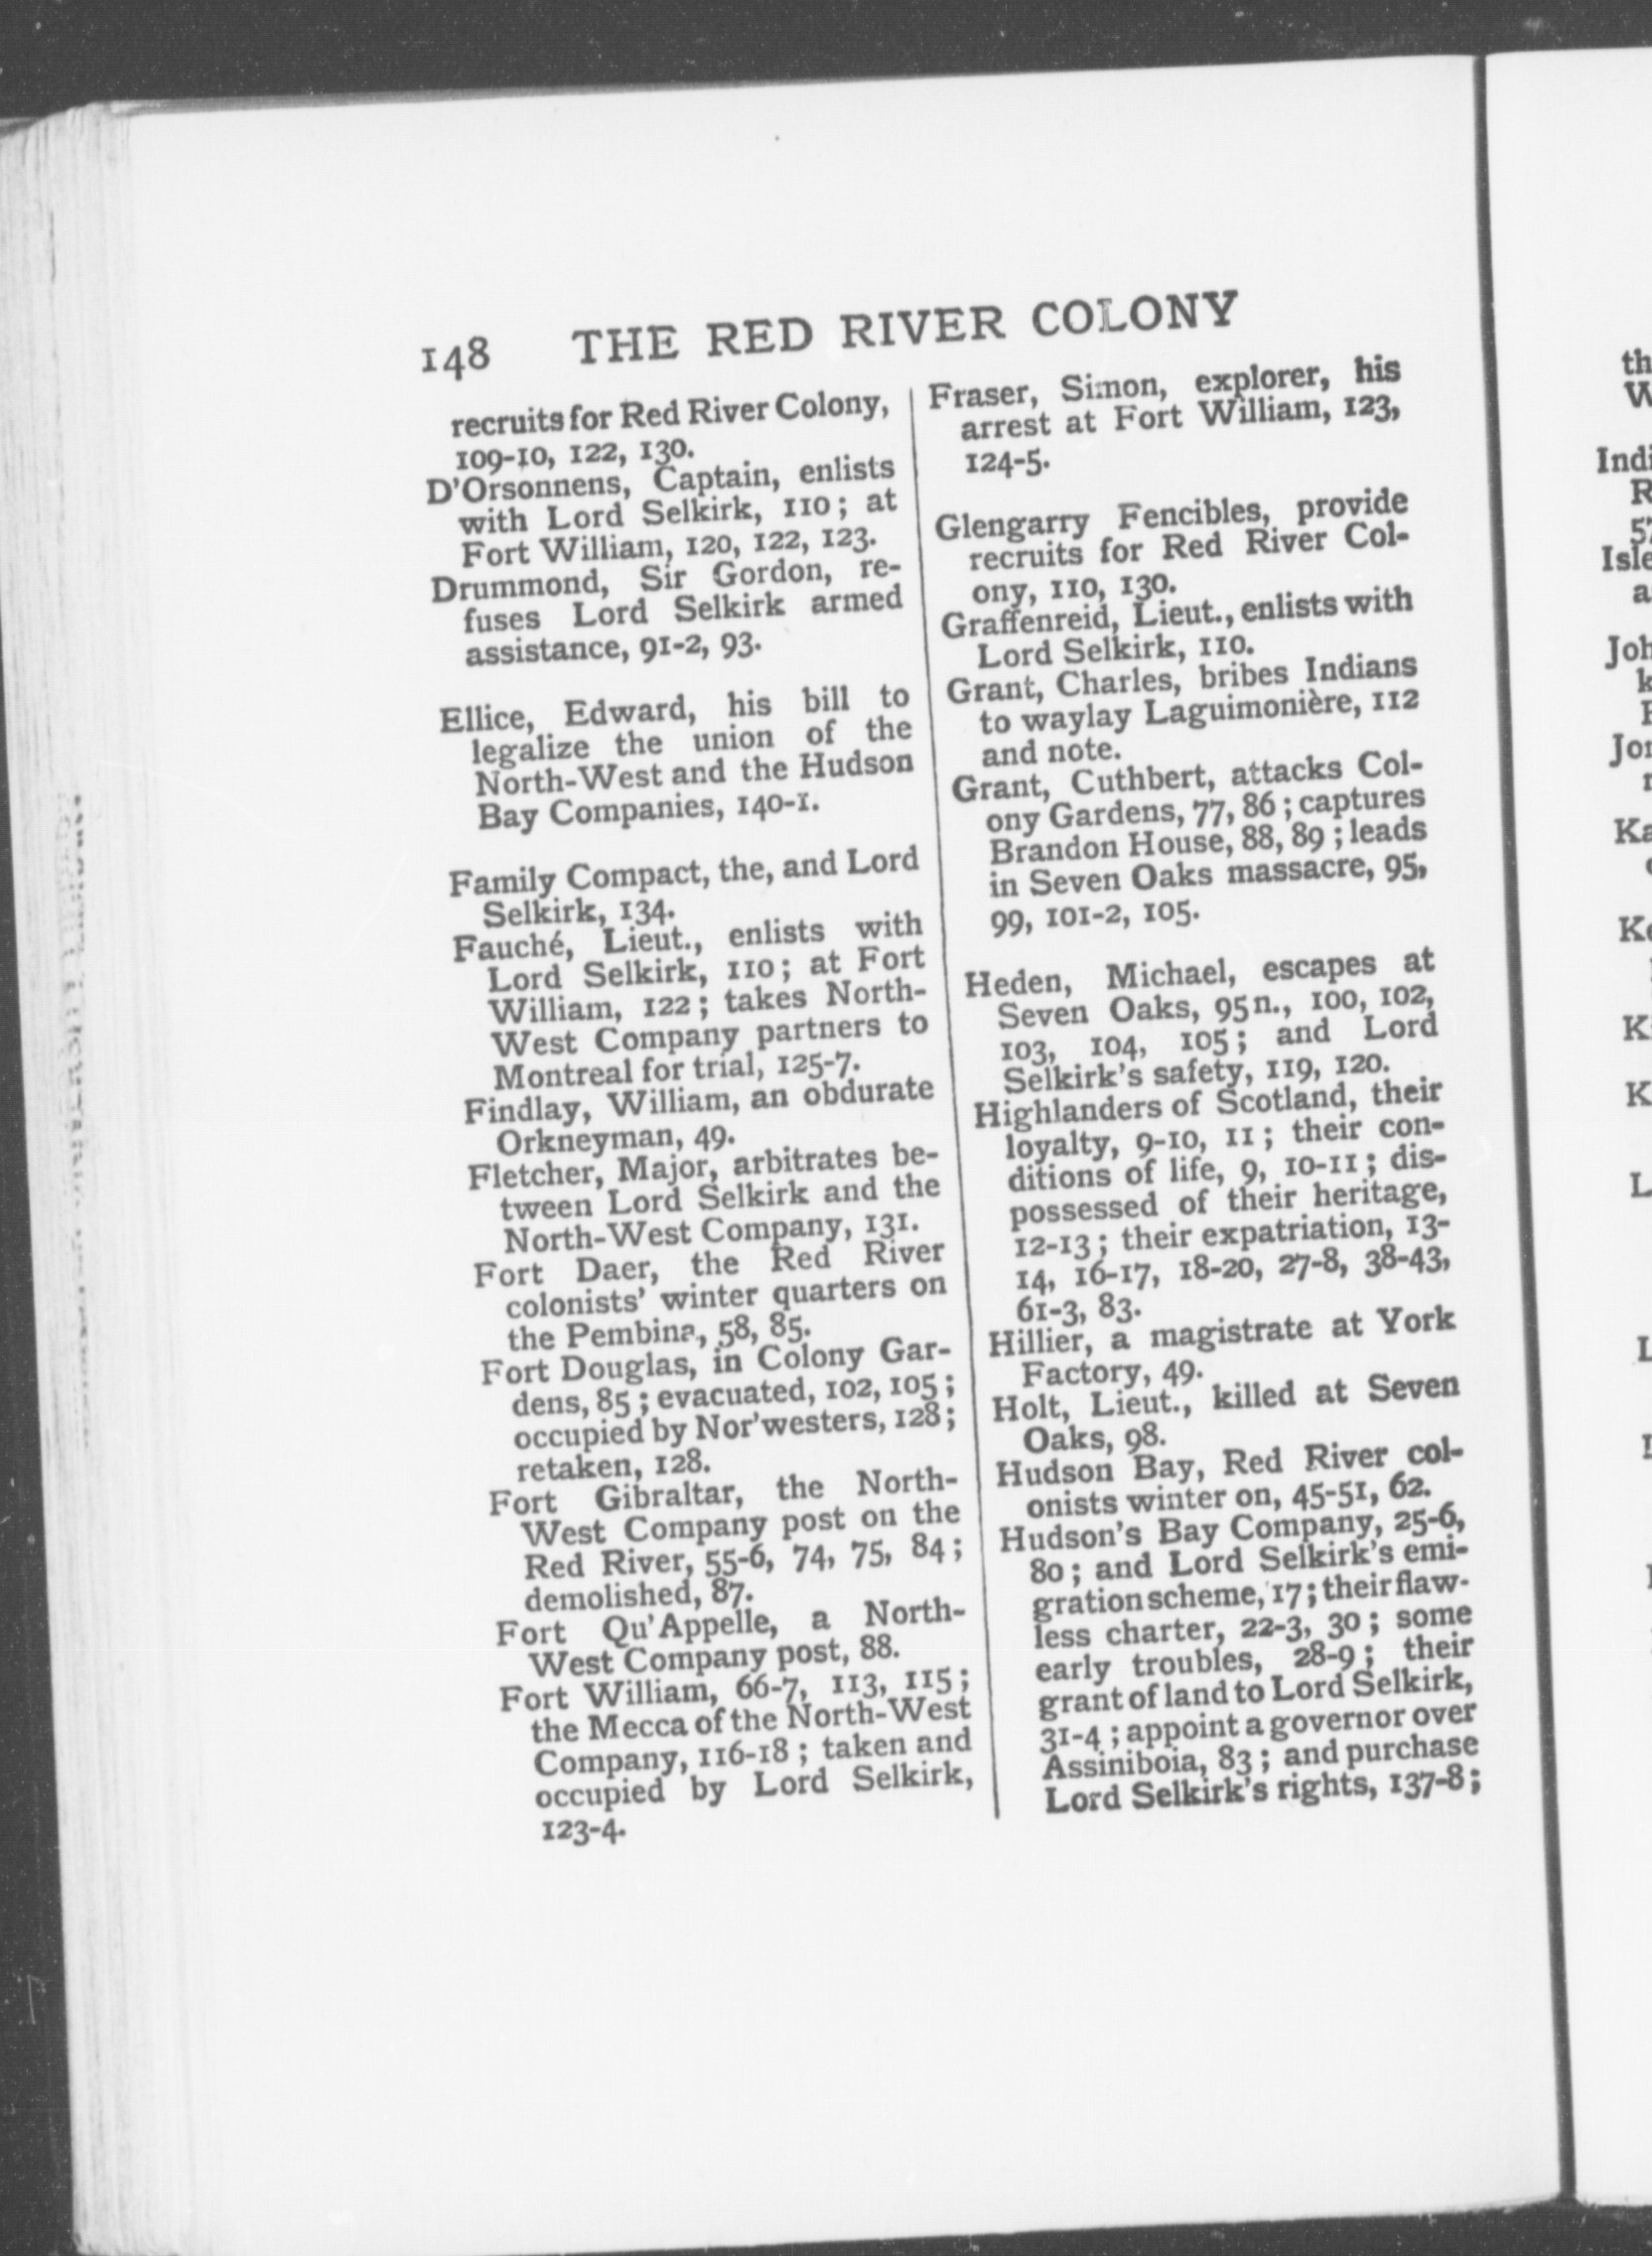 148 THE RED RIVER COLONY
recruits for Red River Colony,
109-10, 122, 130.
D'Orsonnens, Captain, enlists
with Lord Selkirk, 110; at
Fort William, 120, 122, 123.
Drummond, Sir Gordon, re-
fuses Lord Selkirk armed
assistance, 91-2, 93.
Ellice, Edward, his bill to
legalize the union of the
North-West and the Hudson
Bay Companies, 140-1.
Family Compact, the, and Lord
Selkirk, 134.
Fauché, Lieut., enlists with
Lord Selkirk, 110; at Fort
William, 122; takes North-
West Company partners to
Montreal for trial, 125-7.
Findlay, William, an obdurate
Orkneyman, 49.
Fletcher, Major, arbitrates be-
tween Lord Selkirk and the
North-West Company, 131.
Fort Daer, the Red River
colonists' winter quarters on
the Pembina, 58, 85.
Fort Douglas, in Colony Gar-
dens, 85; evacuated, 102, 105;
occupied by Nor'westers, 128;
retaken, 128.
Fort Gibraltar, the North-
West Company post on the
Red River, 55-6, 74, 75, 84;
demolished, 87.
Fort Qu'Appelle, a North-
West Company post, 88.
Fort William, 66-7, 113, 115;
the Mecca of the North-West
Company, 116-18; taken and
occupied by Lord Selkirk,
123-4.
Fraser, Simon, explorer, his
arrest at Fort William, 123,
124-5.
Glengarry Fencibles, provide
recruits for Red River Col-
ony, 110, 130.
Graffenreid, Lieut., enlists with
Lord Selkirk, 110.
Grant, Charles, bribes Indians
to waylay Laguimonière, 112
and note.
Grant, Cuthbert, attacks Col-
ony Gardens, 77, 86; captures
Brandon House, 88, 89; leads
in Seven Oaks massacre, 95,
99, 101-2, 105.
Heden, Michael, escapes at
Seven Oaks, 95 n., 100, 102,
103, 104, 105; and Lord
Selkirk's safety, 119, 120.
Highlanders of Scotland, their
loyalty, 9-10, 11; their con-
ditions of life, 9, 10-11; dis-
possessed of their heritage,
12-13; their expatriation, 13-
14, 16-17, 18-20, 27-8, 38-43,
61-3, 83.
Hillier, a magistrate at York
Factory, 49.
Holt, Lieut., killed at Seven
Oaks, 98.
Hudson Bay, Red River col-
onists winter on, 45-51, 62.
Hudson's Bay Company, 25-6,
80; and Lord Selkirk's emi-
gration scheme, 17; their flaw-
less charter, 22-3, 30; some
early troubles, 28-9; their
grant of land to Lord Selkirk,
31-4; appoint a governor over
Assiniboia, 83; and purchase
Lord Selkirk's rights, 137-8;